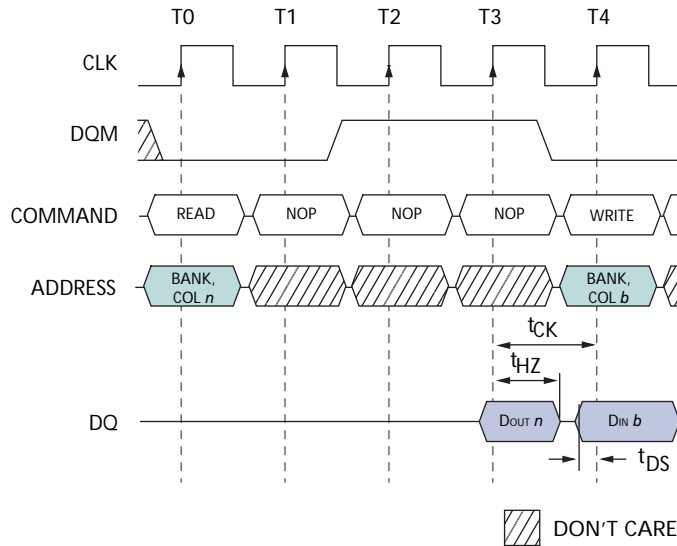 T0 T1 T2 T3 T4
CLK
DQM
COMMAND READ NOP NOP NOP WRITE
ADDRESS BANK, COL n BANK, COL b
tCK
tHZ
DQ DOUT n DIN b
tDS
DON'T CARE